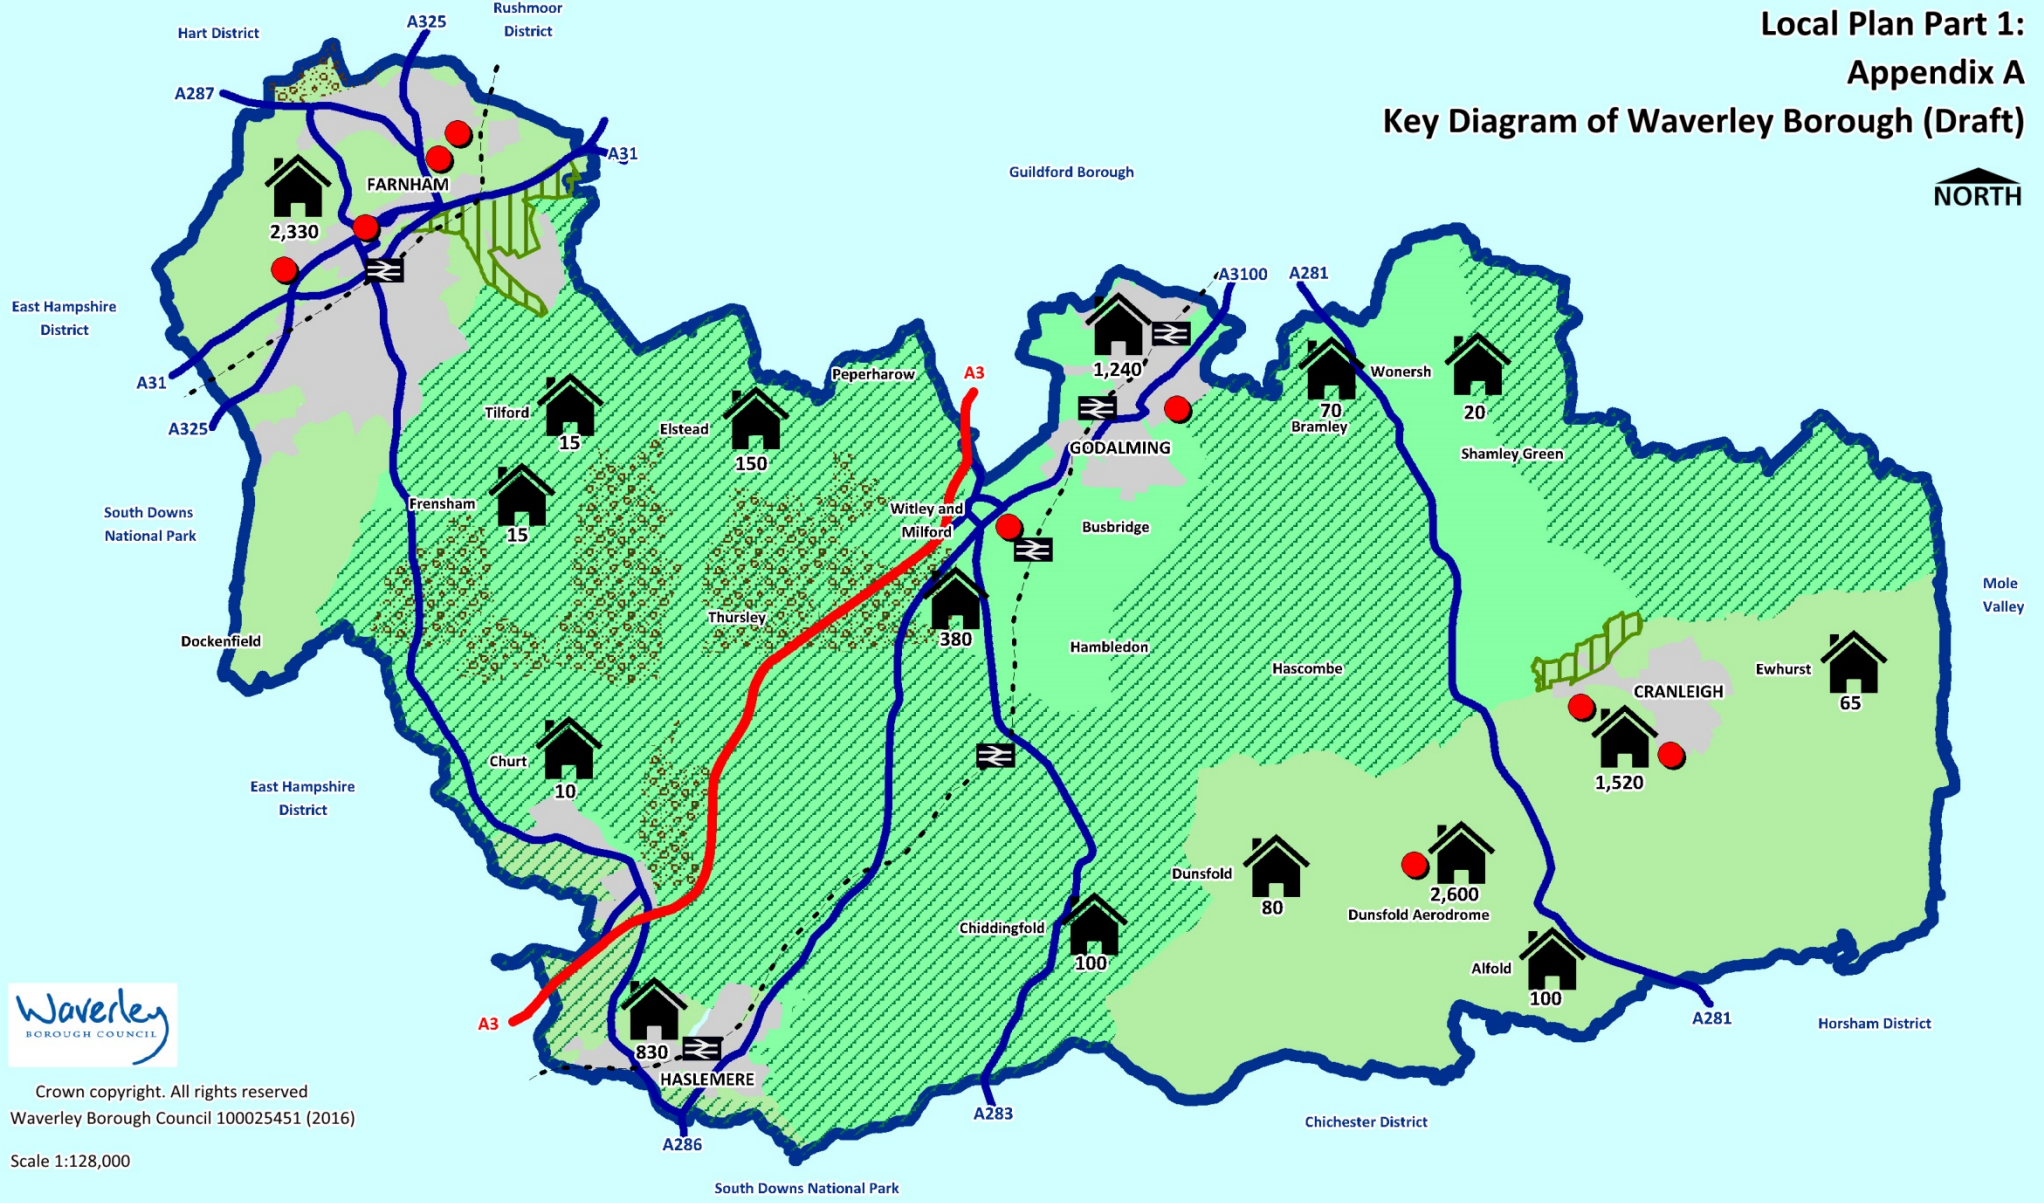 Local Plan Part 1:
Appendix A
Key Diagram of Waverley Borough (Draft)
NORTH
Rushmoor
District
A325
Hart District
A287
A31
FARNHAM
2,330
Guildford Borough
East Hampshire
District
A31
A325
A3100
A281
1,240
Peperharow
A3
Wonersh
20
70
Bramley
Tilford
15
Elstead
150
GODALMING
Shamley Green
Frensham
15
Witley and
Milford
Busbridge
South Downs
National Park
Mole
Valley
Thursley
380
Dockenfield
Hambledon
Hascombe
Ewhurst
65
CRANLEIGH
1,520
Churt
10
East Hampshire
District
Dunsfold
80
2,600
Dunsfold Aerodrome
Chiddingfold
100
Alfold
100
A3
830
HASLEMERE
A281
Horsham District
A283
Chichester District
A286
South Downs National Park
Waverley
BOROUGH COUNCIL
Crown copyright. All rights reserved
Waverley Borough Council 100025451 (2016)
Scale 1:128,000